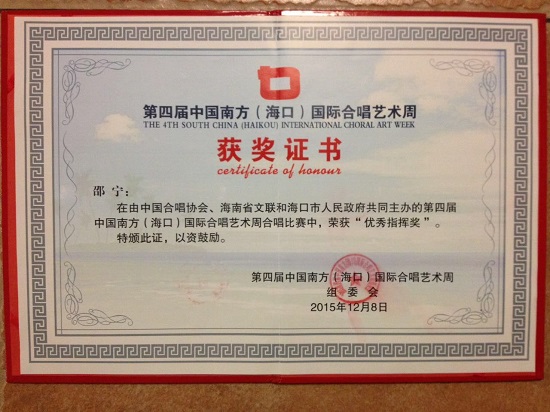 第四届中国南方（海口）国际合唱艺术周
THE 4TH SOUTH CHINA (HAIKOU) INTERNATIONAL CHORAL ART WEEK
获奖证书
certificate of honour
邵宁：
在由中国合唱协会、海南省文联和海口市人民政府共同主办的第四届
中国南方（海口）国际合唱艺术周合唱比赛中，荣获“优秀指挥奖”。
特颁此证，以资鼓励。
第四届中国南方（海口）国际合唱艺术周
组委会
2015年12月8日